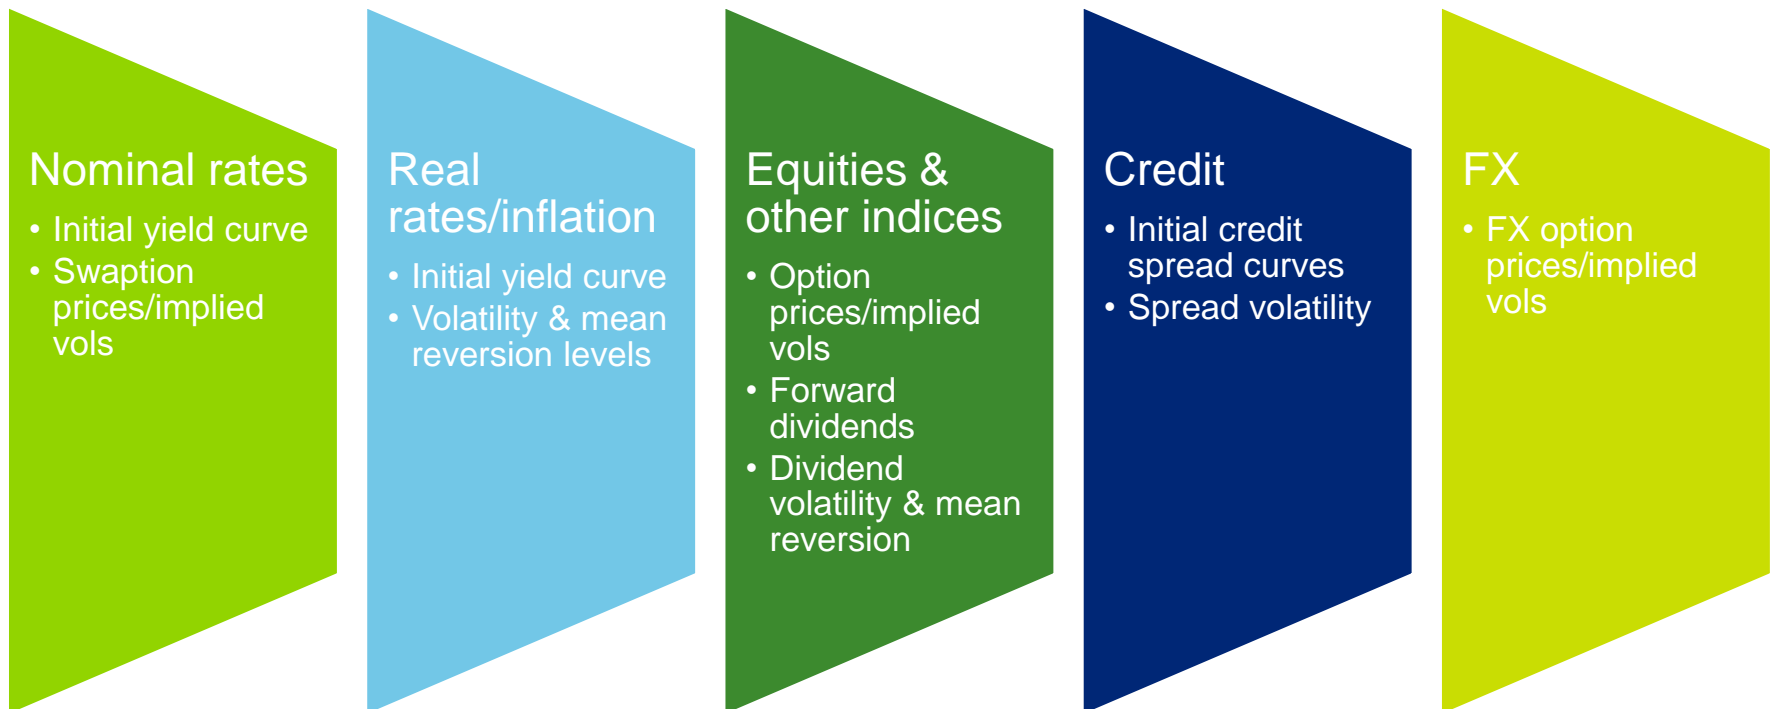 Nominal rates
• Initial yield curve
• Swaption
prices/implied
vols
Real
rates/inflation
• Initial yield curve
• Volatility & mean
reversion levels
Equities &
other indices
• Option
prices/implied
vols
• Forward
dividends
• Dividend
volatility & mean
reversion
Credit
• Initial credit
spread curves
• Spread volatility
FX
• FX option
prices/implied
vols